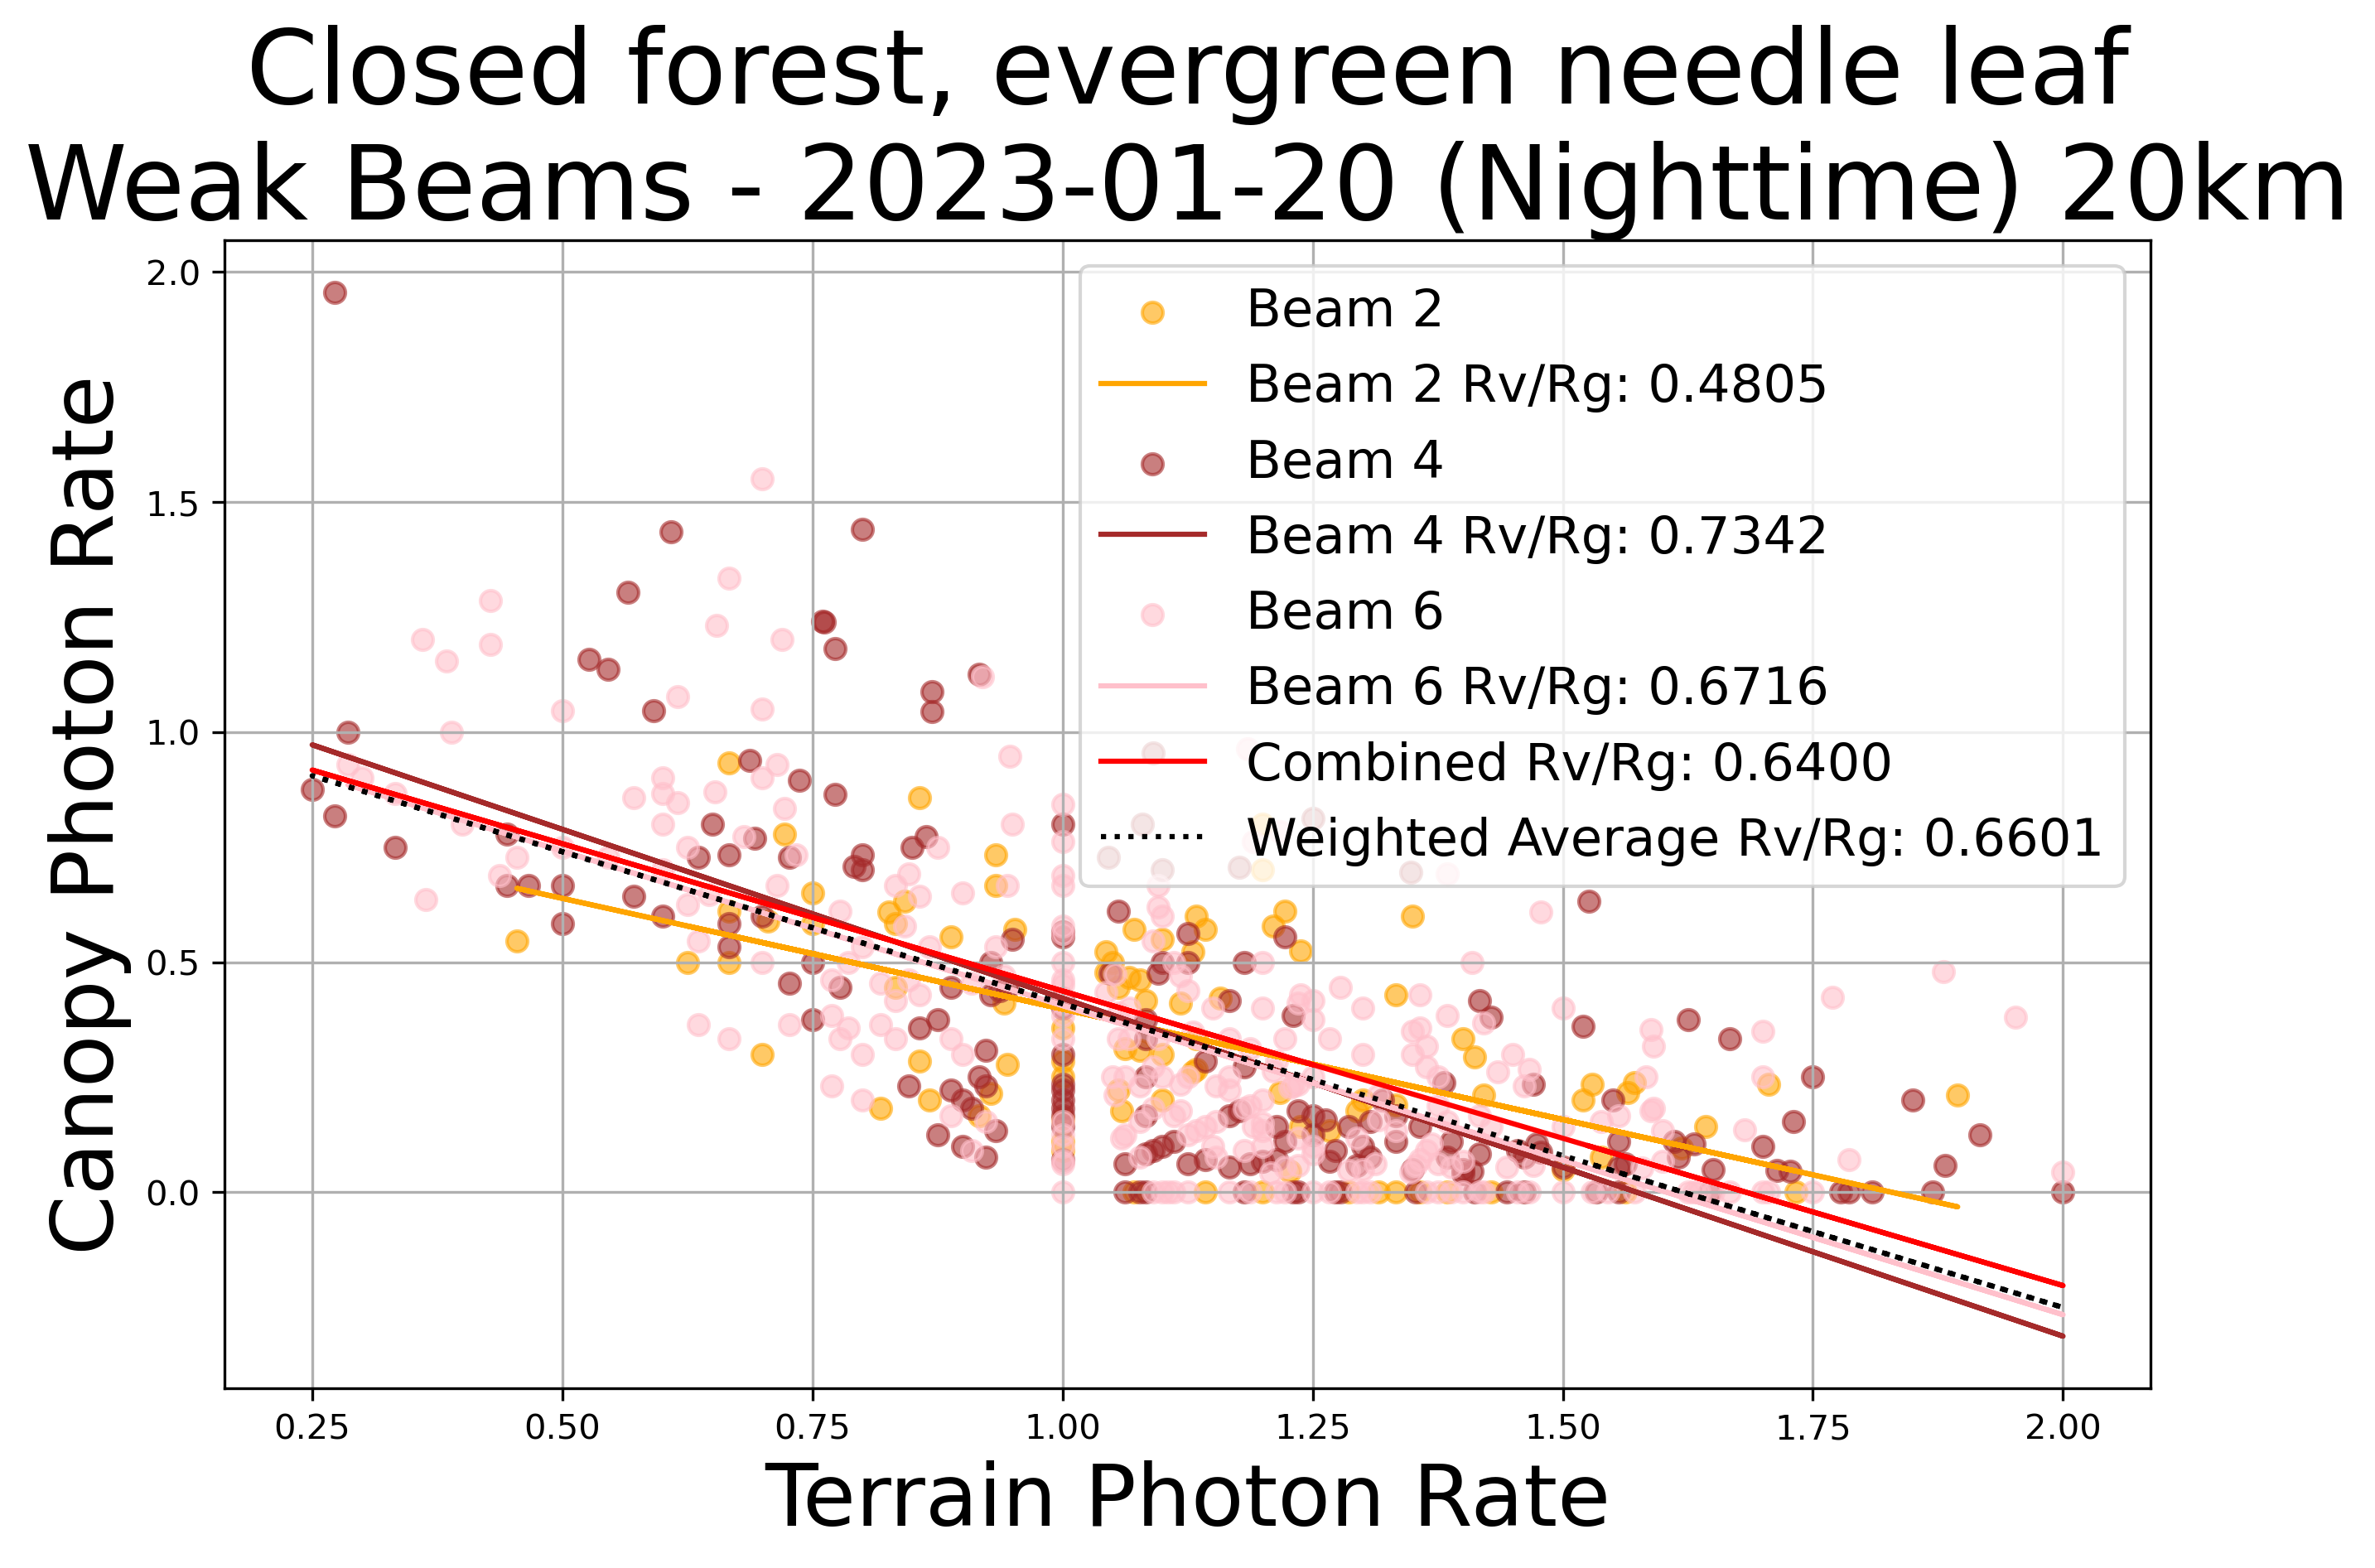 Closed forest, evergreen needle leaf
Weak Beams - 2023-01-20 (Nighttime) 20km
Canopy Photon Rate
2.0
1.5
1.0
0.5
0.0
Beam 2
Beam 2 Rv/Rg: 0.4805
Beam 4
Beam 4 Rv/Rg: 0.7342
Beam 6
Beam 6 Rv/Rg: 0.6716
Combined Rv/Rg: 0.6400
Weighted Average Rv/Rg: 0.6601
0.25 0.50 0.75 1.00 1.25 1.50 1.75 2.00
Terrain Photon Rate